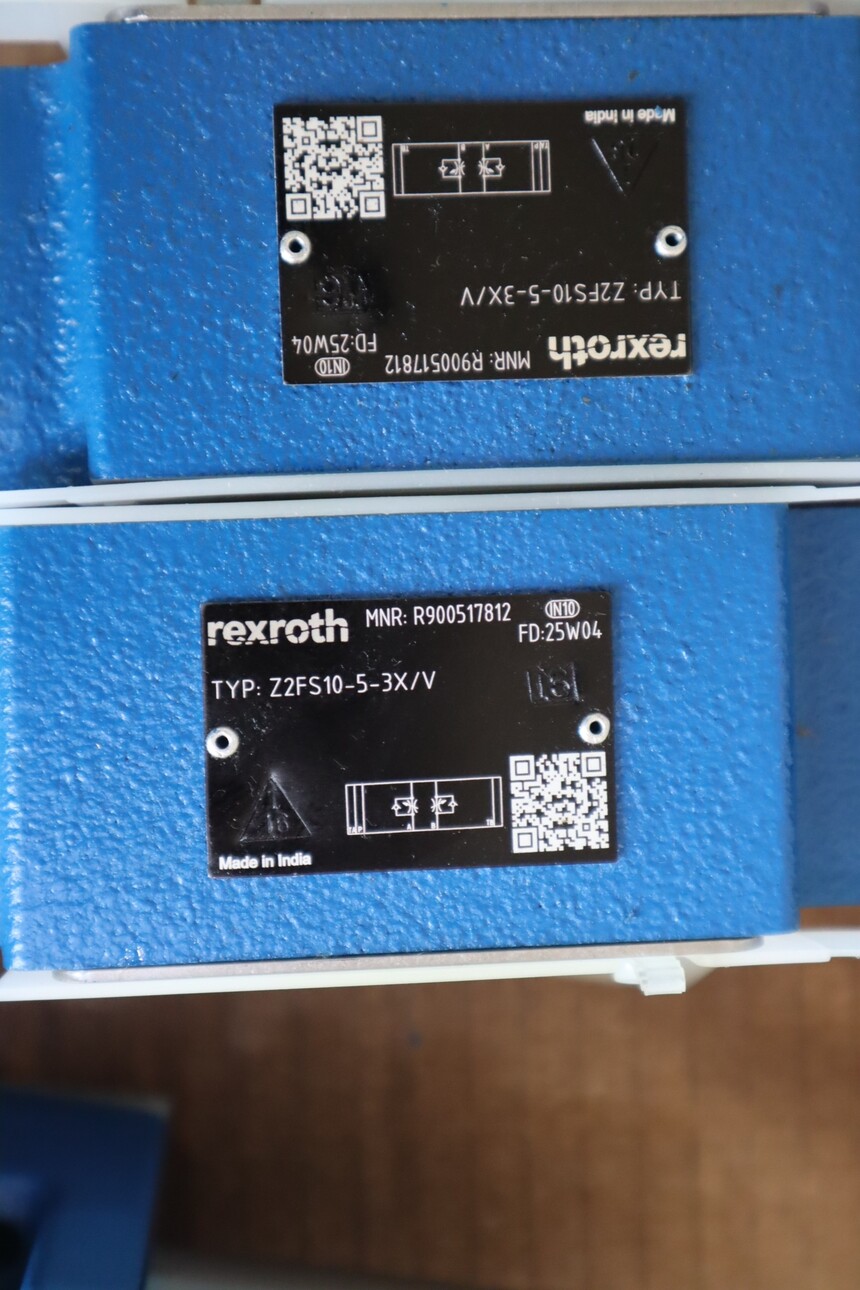 Made in India
TYP: Z2FS10-5-3X/V
rexroth
MNR: R900517812
FD:25W04
IN10
rexroth
MNR: R900517812
IN10
FD:25W04
TYP: Z2FS10-5-3X/V
Made in India